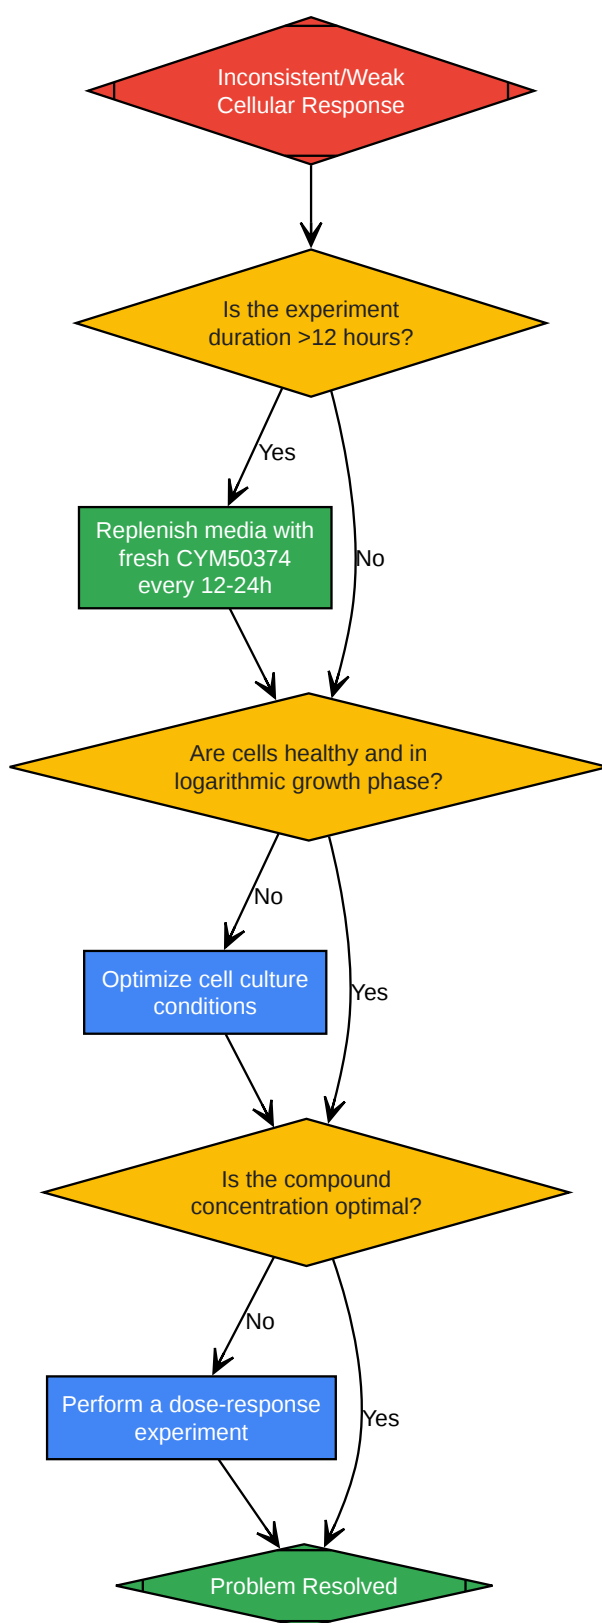 Inconsistent/Weak
Cellular Response
Is the experiment
duration >12 hours?
Yes
Replenish media with
fresh CYM50374
every 12-24h
No
Are cells healthy and in
logarithmic growth phase?
No
Optimize cell culture
conditions
Yes
Is the compound
concentration optimal?
No
Perform a dose-response
experiment
Yes
Problem Resolved